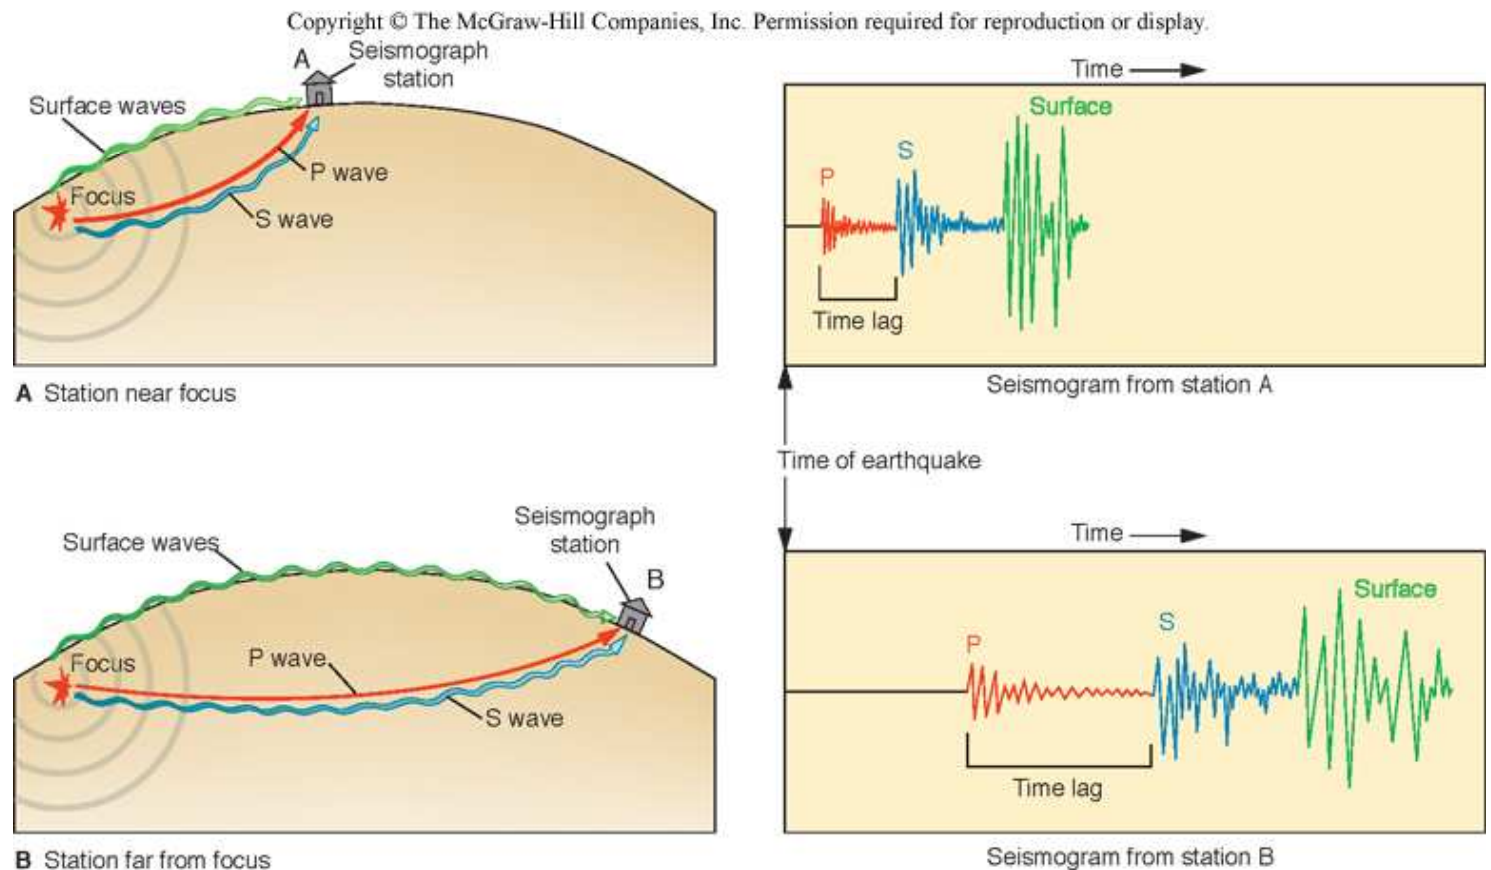 Copyright © The McGraw-Hill Companies, Inc. Permission required for reproduction or display.
A
Seismograph
station
Surface waves
Focus
P wave
S wave
A Station near focus
Time
P
S
Surface
Time lag
Seismogram from station A
Time of earthquake
Seismograph
station
Surface waves
B
Focus
P wave
S wave
B Station far from focus
Time
P
S
Surface
Time lag
Seismogram from station B